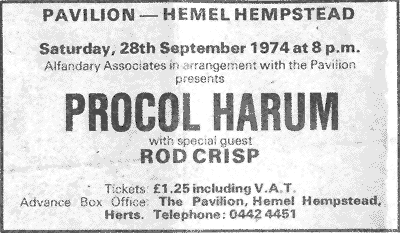 PAVILION — HEMEL HEMPSTEAD
Saturday, 28th September 1974 at 8 p.m.
Alfandary Associates in arrangement with the Pavilion
presents
PROCOL HARUM
with special guest
ROD CRISP
Tickets: £1.25 including V.A.T.
Advance Box Office: The Pavilion, Hemel Hempstead,
Herts. Telephone: 0442 4451